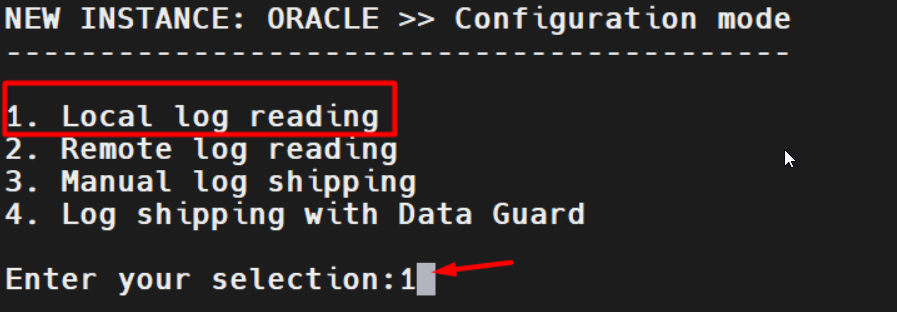 NEW INSTANCE: ORACLE >> Configuration mode
------------------------------------------
1. Local log reading
2. Remote log reading
3. Manual log shipping
4. Log shipping with Data Guard
Enter your selection:1